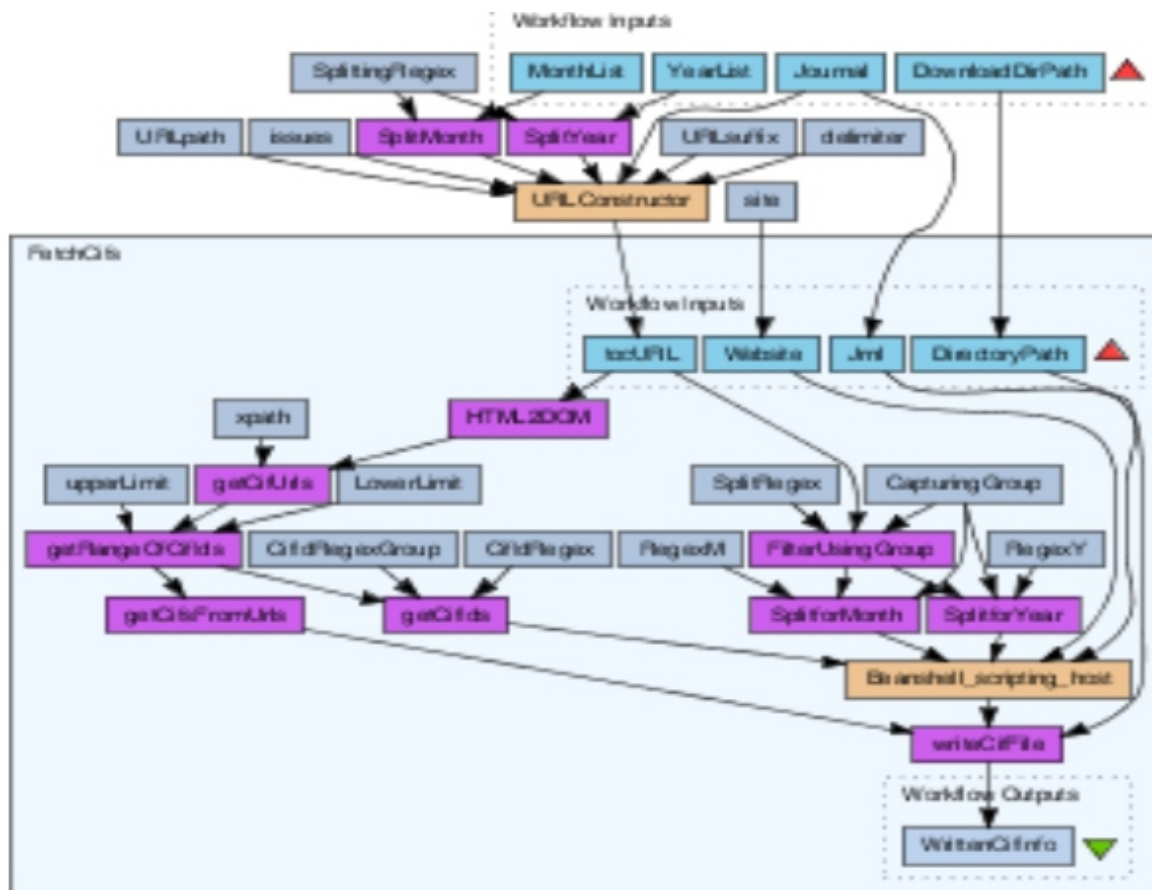 Workflow Inputs
SplittingRegex MonthList YearList Journal DownloadDirPath
URLpath issues SplitMonth SplitYear URLsuffix delimiter
URLConstructor site
FetchCifs
Workflow Inputs
tocURL Website Jrnl DirectoryPath
xpath HTML2DOM
upperLimit getCifUrls LowerLimit SplitRegex CapturingGroup
getRangeOfCifIds CifIdRegexGroup CifIdRegex RegexM FilterUsingGroup RegexY
getCifsFromUrls getCifIds SplitforMonth SplitforYear
Beanshell_scripting_host
writeCifFile
Workflow Outputs
WrittenCifInfo